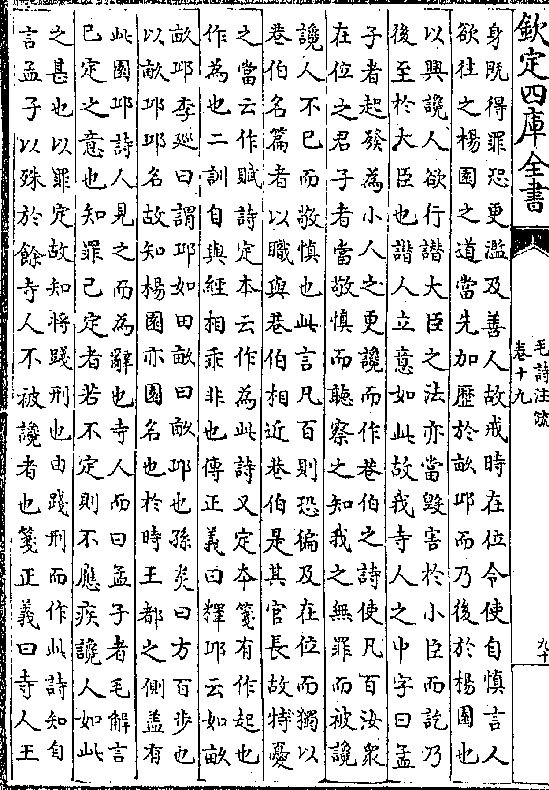 欽定四庫全書
毛詩注疏
卷十九
九十
身既得罪恐更濫及善人故戒時在位令使自慎言人
欲往之楊園之道當先加歷於畝邱而乃後於楊園也
以興讒人欲行譖大臣之法亦當毀害於小臣而訖乃
後至於大臣也譖人立意如此故我寺人之中字曰孟
子者起發為小人之更讒而作巷伯之詩使凡百汝衆
在位之君子者當敬慎而聽察之知我之無罪而被讒
讒人不已而敬慎也此言凡百則恐徧及在位而獨以
巷伯名篇者以職與巷伯相近巷伯是其官長故特憂
之當云作賦詩定本云作為此詩又定本箋有作起也
作為也二訓自與經相乖非也傳正義曰釋邱云如畝
畝邱李廵曰謂邱如田畝曰畝邱也孫炎曰方百步也
以畝邱邱名故知楊園亦園名也於時王都之側蓋有
此園邱詩人見之而為辭也寺人而曰孟子者毛解言
已定之意也知罪已定者若不定則不應疾讒人如此
之甚也以罪定故知將踐刑也由踐刑而作此詩知自
言孟子以殊於餘寺人不被讒者也箋正義曰寺人王